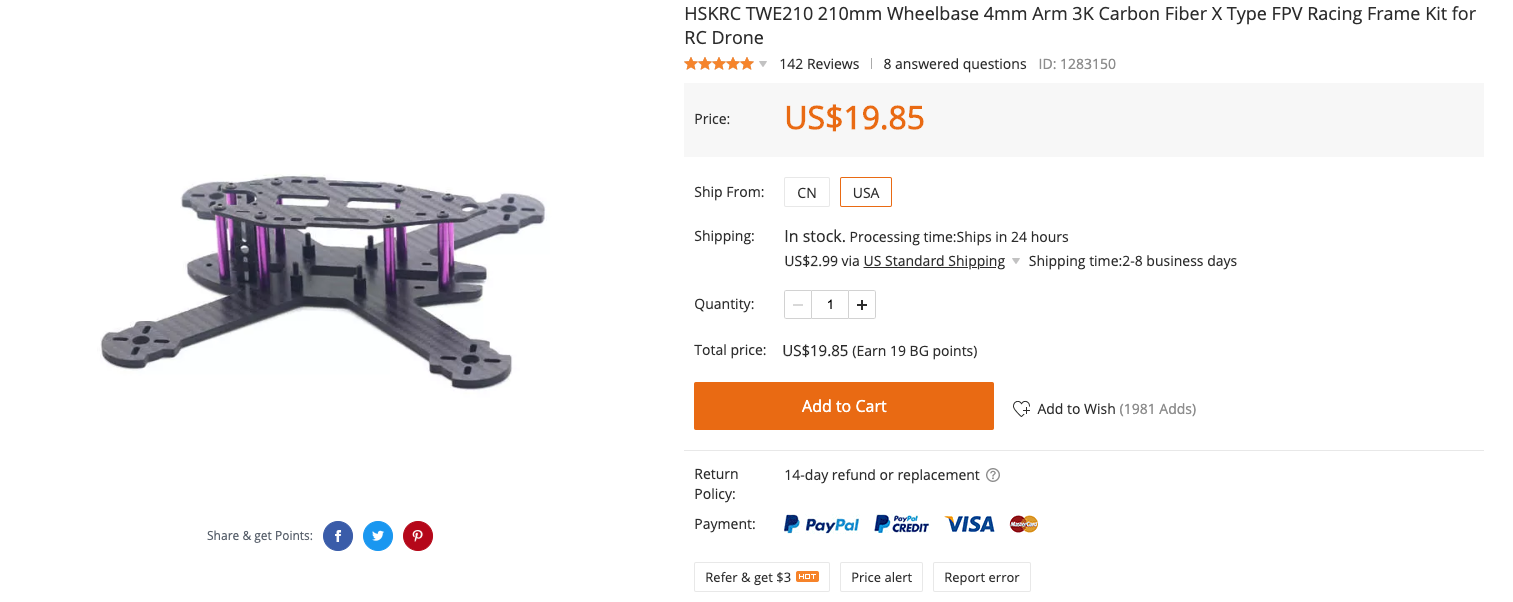 HSKRC TWE210 210mm Wheelbase 4mm Arm 3K Carbon Fiber X Type FPV Racing Frame Kit for
RC Drone
142 Reviews
8 answered questions
ID: 1283150
Price: US$19.85
Ship From: CN USA
Shipping: In stock. Processing time:Ships in 24 hours
US$2.99 via US Standard Shipping Shipping time:2-8 business days
Quantity: − 1 +
Total price: US$19.85 (Earn 19 BG points)
Add to Cart
Add to Wish (1981 Adds)
Return
Policy:
14-day refund or replacement ?
Payment: PayPal PayPal CREDIT VISA MasterCard
Share & get Points: f
Refer & get $3 HOT
Price alert
Report error